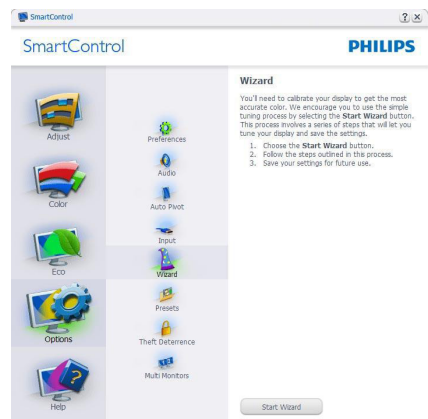 SmartControl
SmartControl
PHILIPS
Adjust
Color
Eco
Options
Help
Preferences
Audio
Auto Pivot
Input
Wizard
Presets
Theft Deterrence
Multi Monitors
Wizard
You'll need to calibrate your display to get the most
accurate color. We encourage you to use the simple
tuning process by selecting the Start Wizard button.
This process involves a series of steps that will let you
tune your display and save the settings.
1. Choose the Start Wizard button.
2. Follow the steps outlined in this process.
3. Save your settings for future use.
Start Wizard